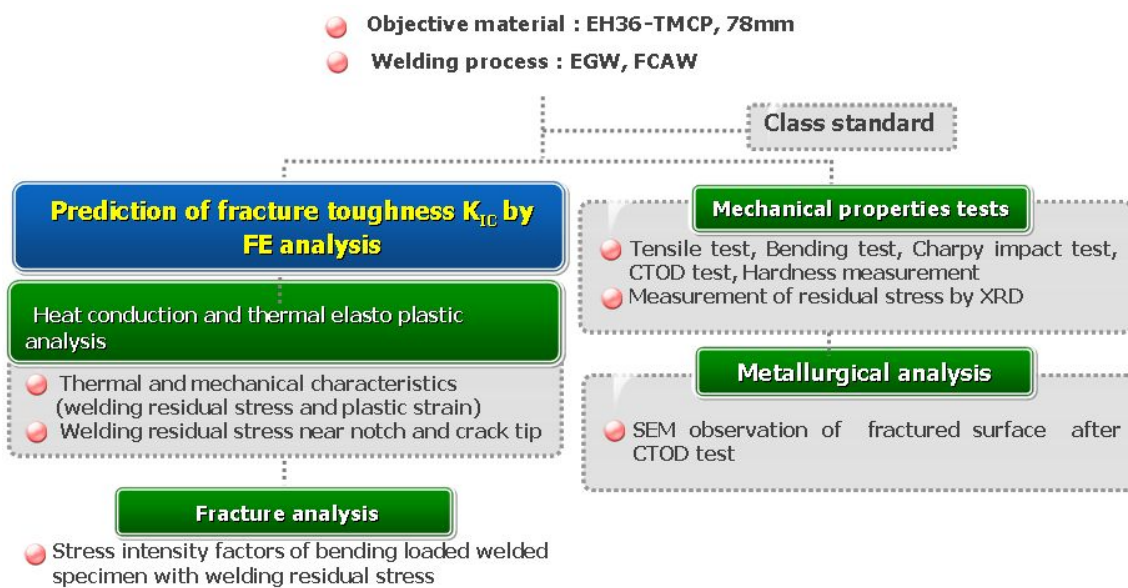 Objective material : EH36-TMCP, 78mm
Welding process : EGW, FCAW
Class standard
Prediction of fracture toughness KIC by
FE analysis
Heat conduction and thermal elasto plastic
analysis
Thermal and mechanical characteristics
(welding residual stress and plastic strain)
Welding residual stress near notch and crack tip
Fracture analysis
Stress intensity factors of bending loaded welded
specimen with welding residual stress
Mechanical properties tests
Tensile test, Bending test, Charpy impact test,
CTOD test, Hardness measurement
Measurement of residual stress by XRD
Metallurgical analysis
SEM observation of fractured surface after
CTOD test